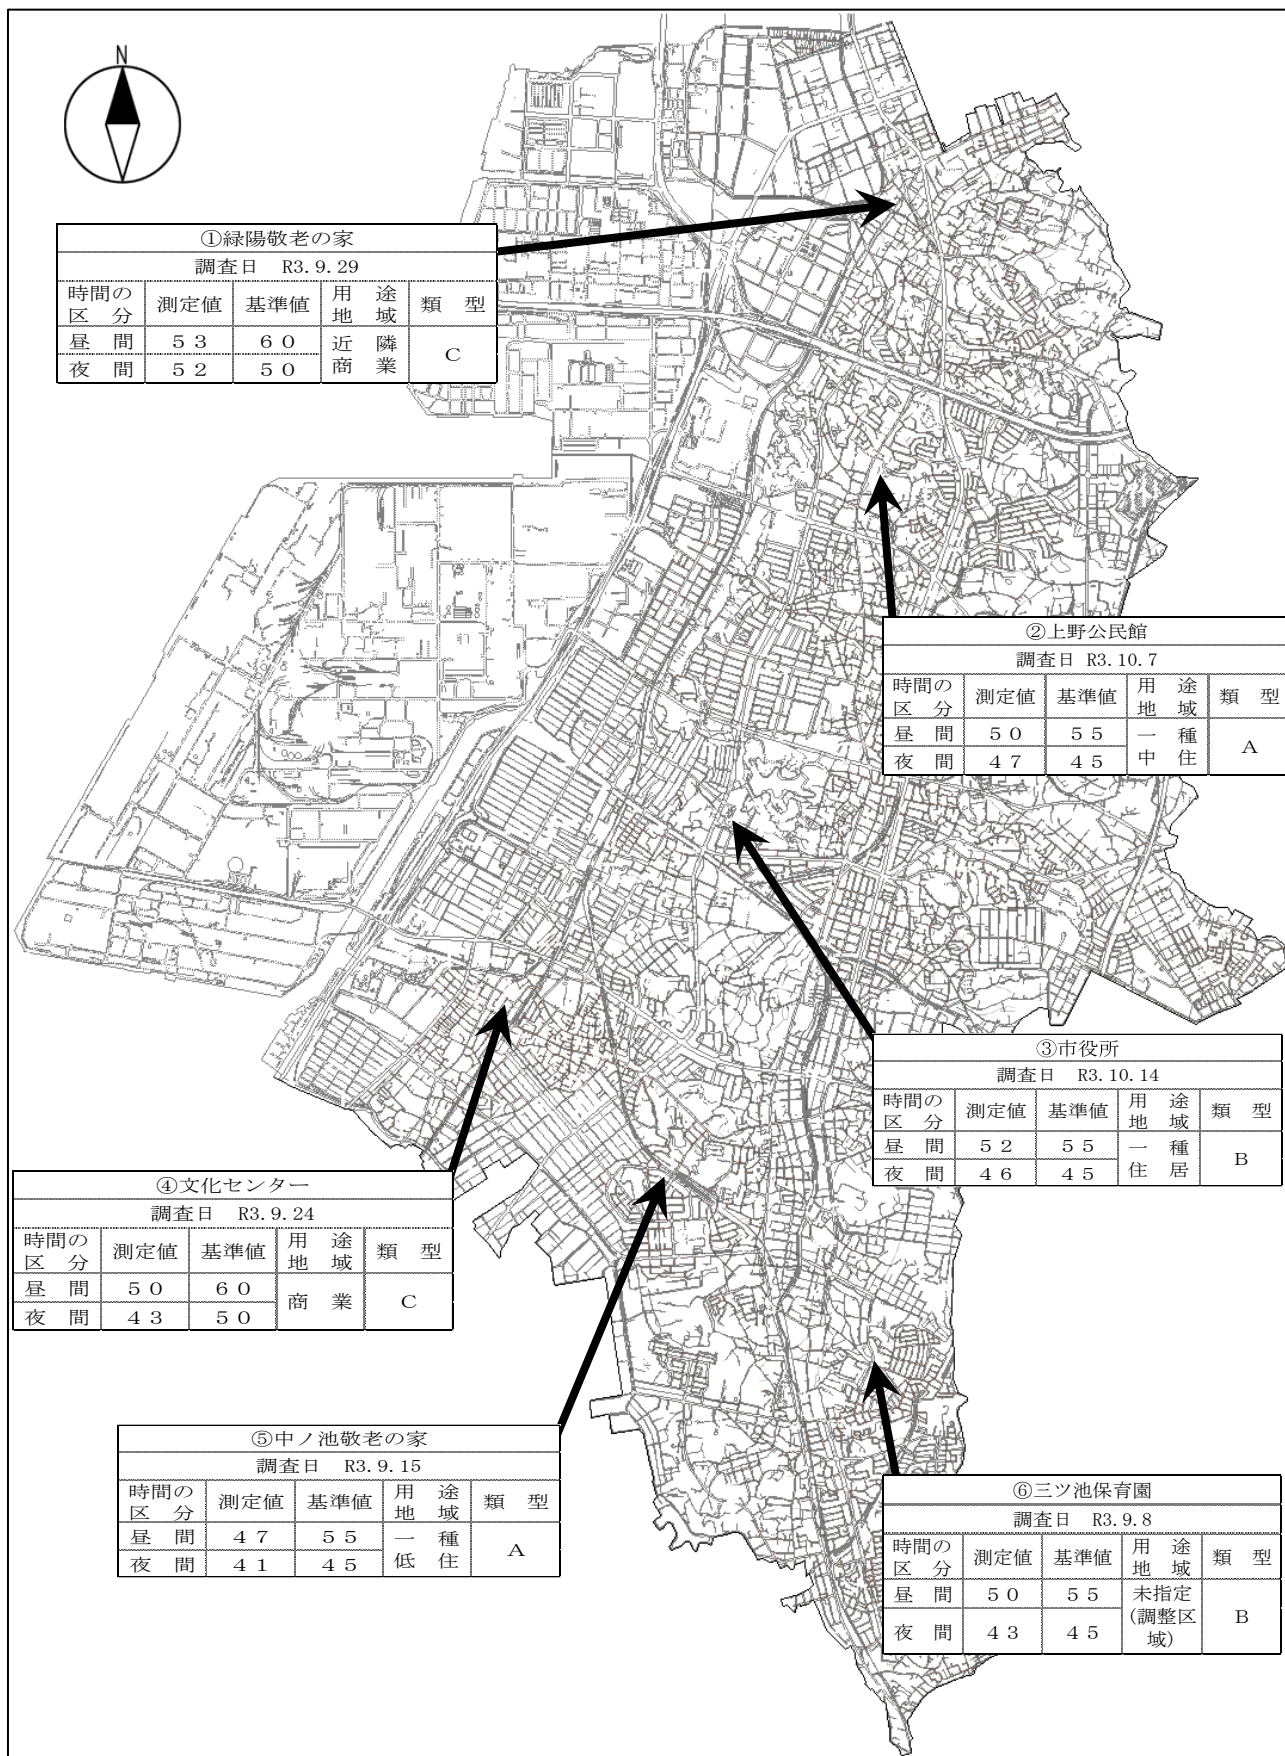 N
①緑陽敬老の家
調査日　R3.9.29
時間の区分　測定値　基準値　用途地域　類型
昼間　53　60　近隣商業　C
夜間　52　50
②上野公民館
調査日 R3.10.7
時間の区分　測定値　基準値　用途地域　類型
昼間　50　55　一種中住　A
夜間　47　45
③市役所
調査日　R3.10.14
時間の区分　測定値　基準値　用途地域　類型
昼間　52　55　一種住居　B
夜間　46　45
④文化センター
調査日　R3.9.24
時間の区分　測定値　基準値　用途地域　類型
昼間　50　60　商業　C
夜間　43　50
⑤中ノ池敬老の家
調査日　R3.9.15
時間の区分　測定値　基準値　用途地域　類型
昼間　47　55　一種低住　A
夜間　41　45
⑥三ツ池保育園
調査日　R3.9.8
時間の区分　測定値　基準値　用途地域　類型
昼間　50　55　未指定(調整区域)　B
夜間　43　45